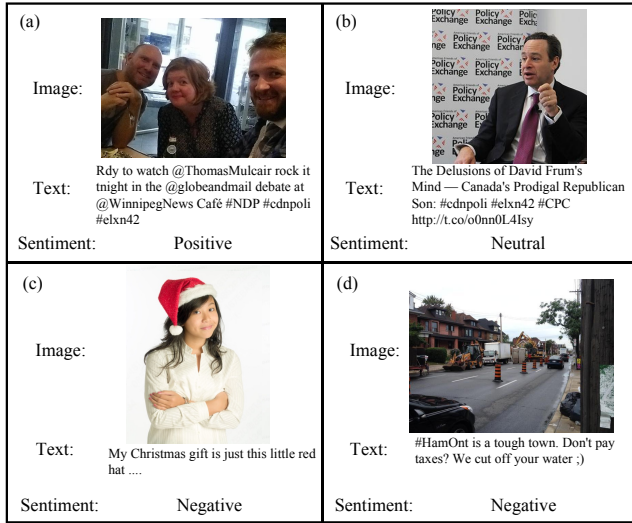 (a)
Image:
Text:
Rdy to watch @ThomasMulcair rock it
tnight in the @globeandmail debate at
@WinnipegNews Café #NDP #cdnpoli
#elxn42
Sentiment: Positive
(b)
Policy
Exchange
Policy
Exchange
Policy
Exchange
Policy
Exchange
Image:
Text:
The Delusions of David Frum's
Mind — Canada's Prodigal Republican
Son: #cdnpoli #elxn42 #CPC
http://t.co/o0nn0L4Isy
Sentiment: Neutral
(c)
Image:
Text:
My Christmas gift is just this little red
hat ....
Sentiment: Negative
(d)
Image:
Text:
#HamOnt is a tough town. Don't pay
taxes? We cut off your water ;)
Sentiment: Negative